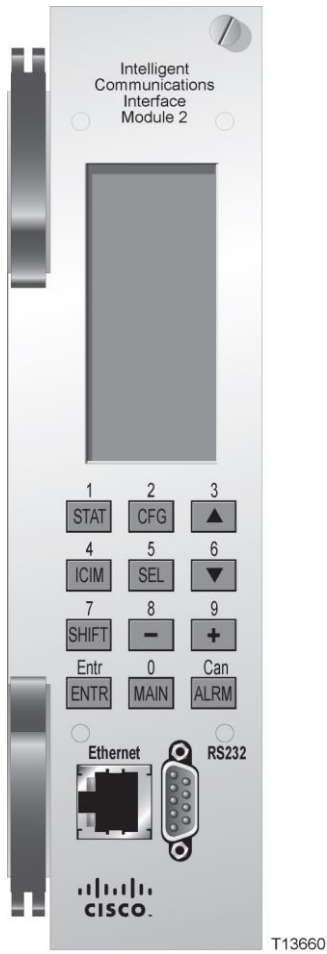 Intelligent
Communications
Interface
Module 2
1 2 3
STAT CFG ▲
4 5 6
ICIM SEL ▼
7 8 9
SHIFT - +
Entr 0 Can
ENTR MAIN ALRM
Ethernet RS232
CISCO.
T13660